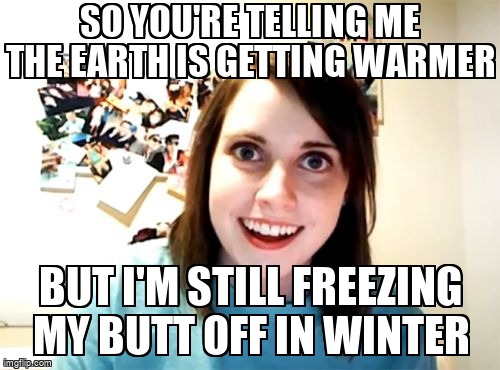 SO YOU'RE TELLING ME
THE EARTH IS GETTING WARMER
BUT I'M STILL FREEZING
MY BUTT OFF IN WINTER
imgflip.com